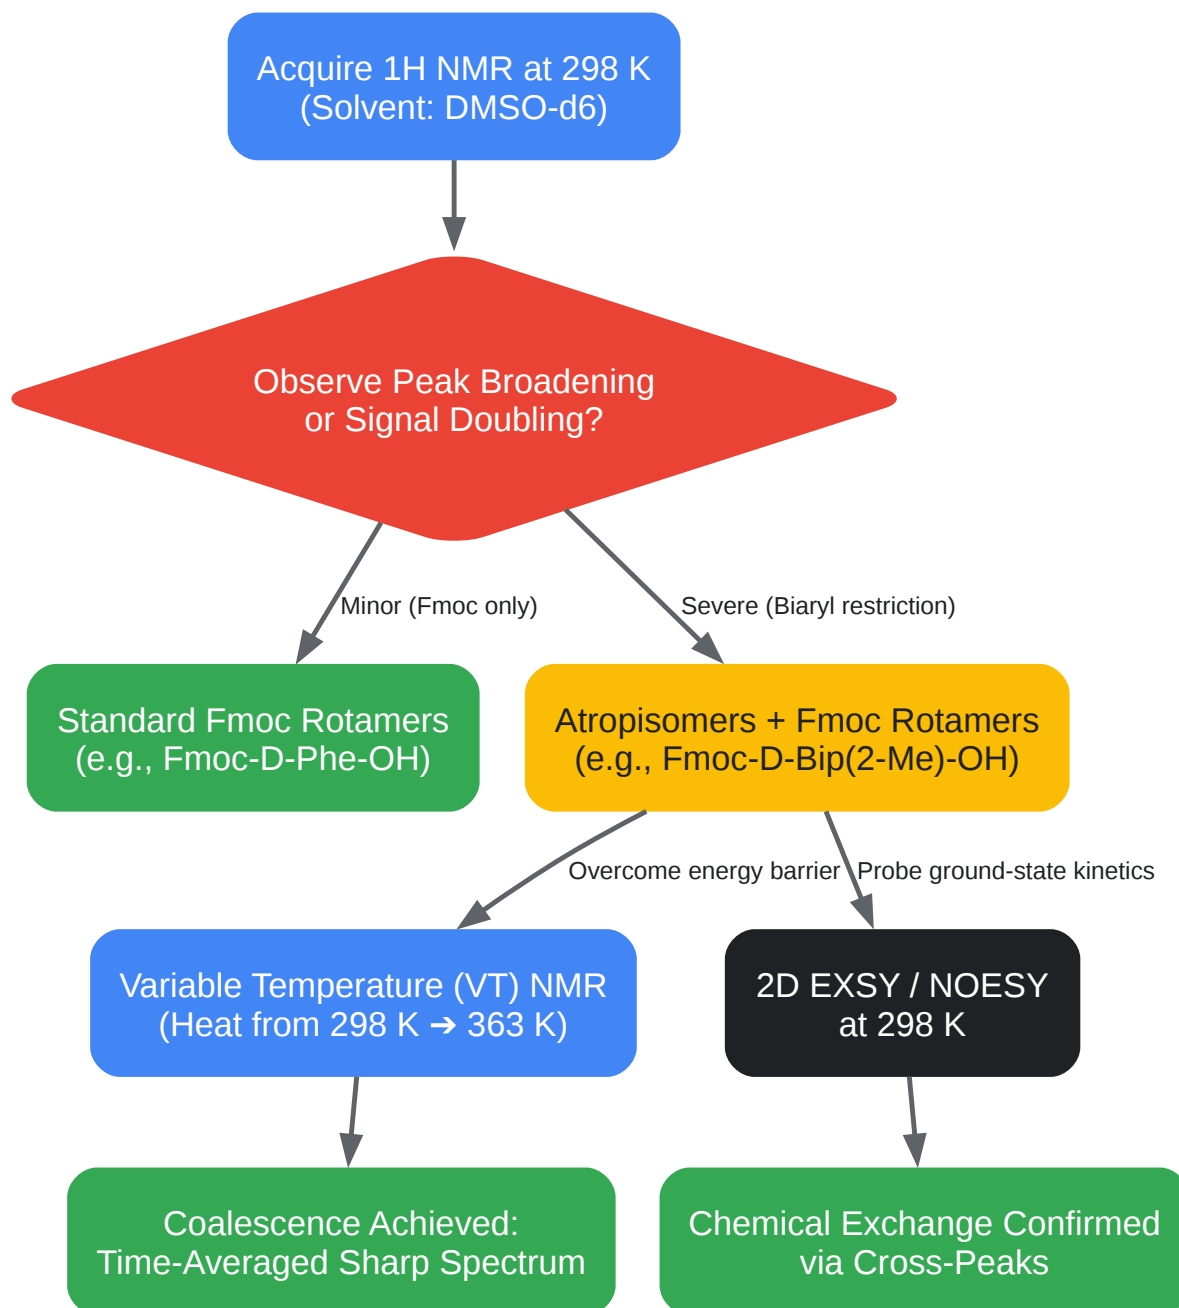 Acquire 1H NMR at 298 K
(Solvent: DMSO-d6)
Observe Peak Broadening
or Signal Doubling?
Minor (Fmoc only)
Severe (Biaryl restriction)
Standard Fmoc Rotamers
(e.g., Fmoc-D-Phe-OH)
Atropisomers + Fmoc Rotamers
(e.g., Fmoc-D-Bip(2-Me)-OH)
Overcome energy barrier
Probe ground-state kinetics
Variable Temperature (VT) NMR
(Heat from 298 K ➔ 363 K)
2D EXSY / NOESY
at 298 K
Coalescence Achieved:
Time-Averaged Sharp Spectrum
Chemical Exchange Confirmed
via Cross-Peaks